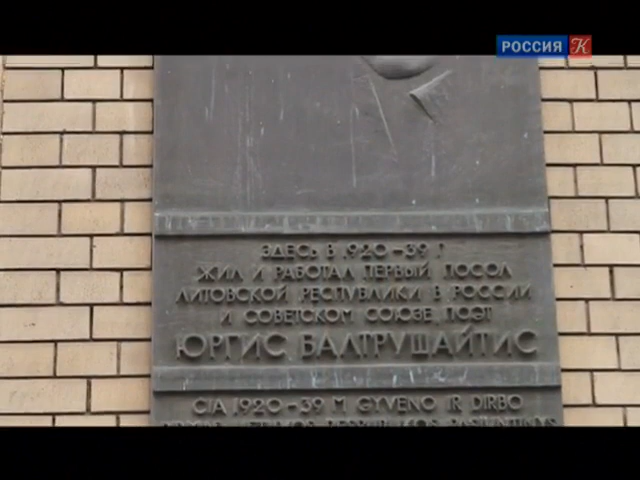 РОССИЯ К
ЗДЕСЬ В 1920-39 Г
ЖИЛ И РАБОТАЛ ПЕРВЫЙ ПОСОЛ
ЛИТОВСКОЙ РЕСПУБЛИКИ В РОССИИ
И СОВЕТСКОМ СОЮЗЕ, ПОЭТ
ЮРГИС БАЛТРУШАЙТИС
ČIA 1920-39 M GYVENO IR DIRBO